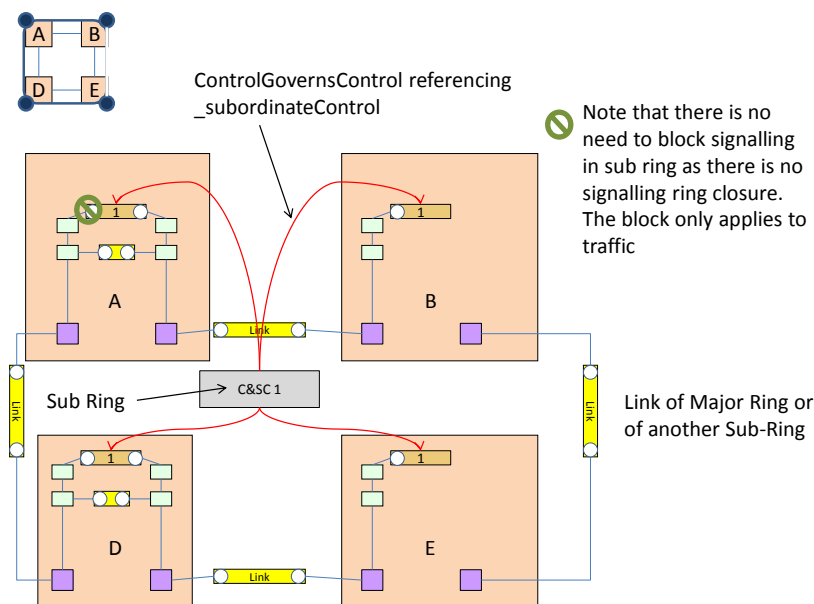 A B
D E
ControlGovernsControl referencing
_subordinateControl
Note that there is no
need to block signalling
in sub ring as there is no
signalling ring closure.
The block only applies to
traffic
1
1
A
B
Link
Link
Link
Sub Ring
C&SC 1
Link of Major Ring or
of another Sub-Ring
1
1
D
E
Link